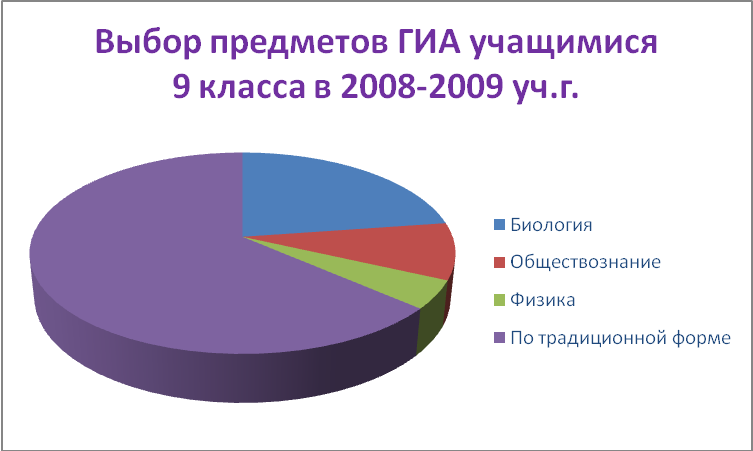 Выбор предметов ГИА учащимися
9 класса в 2008-2009 уч.г.
Биология
Обществознание
Физика
По традиционной форме